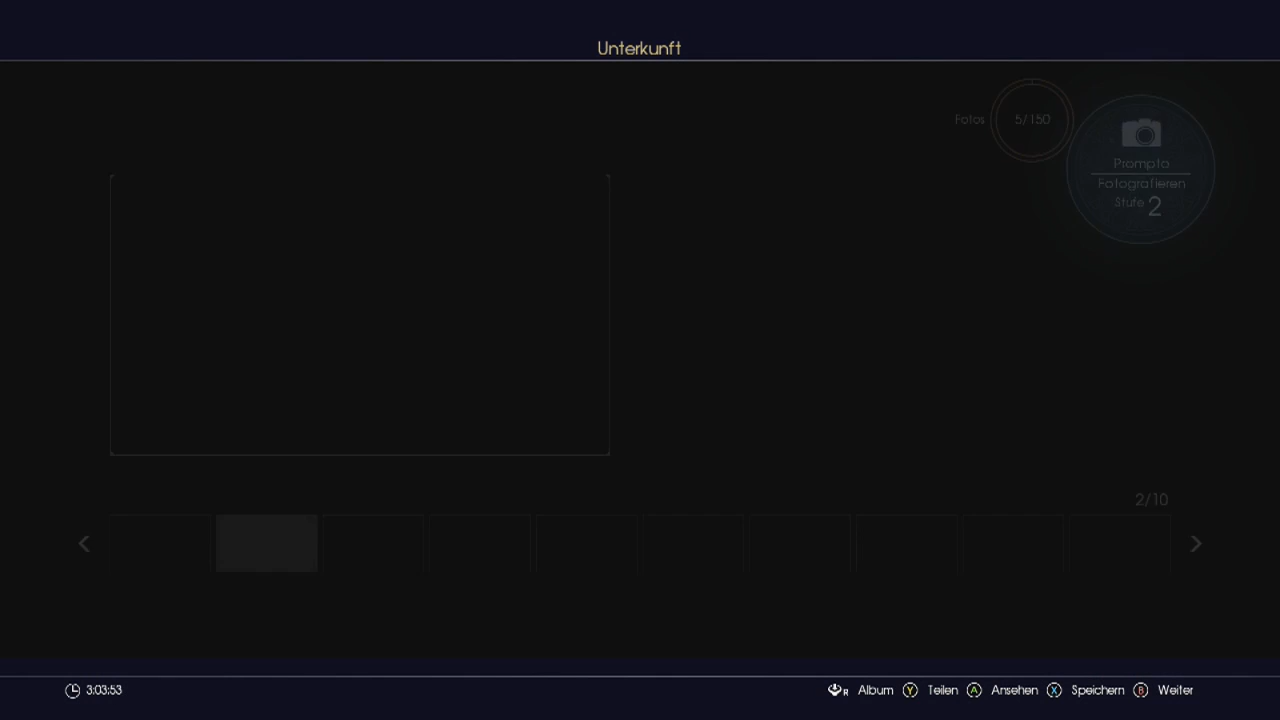 Unterkunft
Fotos 5/150
Prompto
Fotografieren
Stufe 2
2/10
3:03:53
R Album Y Teilen A Ansehen X Speichern B Weiter